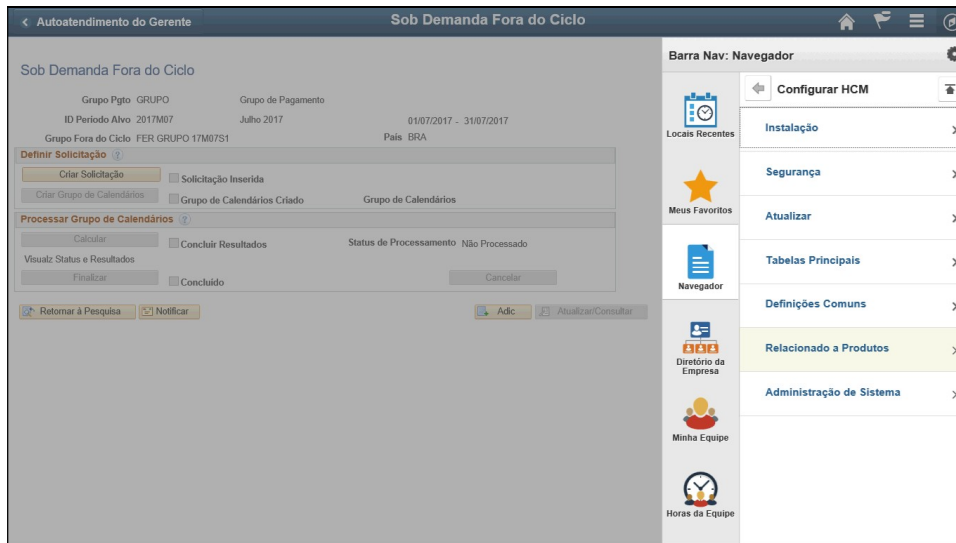 Autoatendimento do Gerente
Sob Demanda Fora do Ciclo
Sob Demanda Fora do Ciclo
Grupo Pgto GRUPO Grupo de Pagamento
ID Período Alvo 2017M07 Julho 2017 01/07/2017 - 31/07/2017
Grupo Fora do Ciclo FER GRUPO 17M07S1 País BRA
Definir Solicitação
Criar Solicitação Solicitação Inserida
Criar Grupo de Calendários Grupo de Calendários Criado Grupo de Calendários
Processar Grupo de Calendários
Calcular Concluir Resultados Status de Processamento Não Processado
Visualz Status e Resultados
Finalizar Concluído Cancelar
Retornar à Pesquisa Notificar Adic Atualizar/Consultar
Barra Nav: Navegador
Locais Recentes
Meus Favoritos
Navegador
Diretório da
Empresa
Minha Equipe
Horas da Equipe
Configurar HCM
Instalação
Segurança
Atualizar
Tabelas Principais
Definições Comuns
Relacionado a Produtos
Administração de Sistema